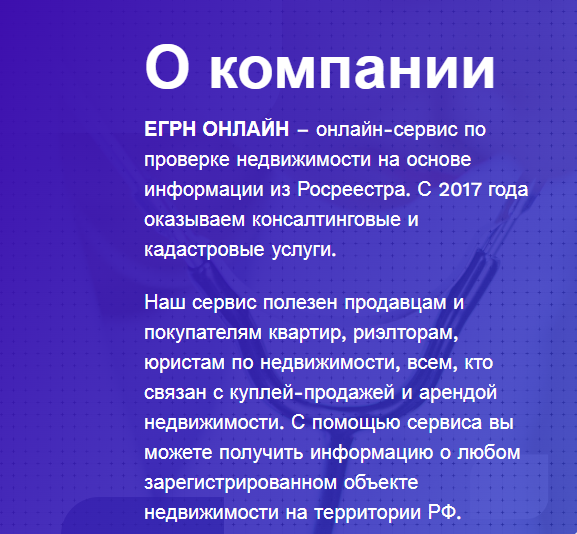 О компании
ЕГРН ОНЛАЙН – онлайн-сервис по
проверке недвижимости на основе
информации из Росреестра. С 2017 года
оказываем консалтинговые и
кадастровые услуги.
Наш сервис полезен продавцам и
покупателям квартир, риэлторам,
юристам по недвижимости, всем, кто
связан с куплей-продажей и арендой
недвижимости. С помощью сервиса вы
можете получить информацию о любом
зарегистрированном объекте
недвижимости на территории РФ.